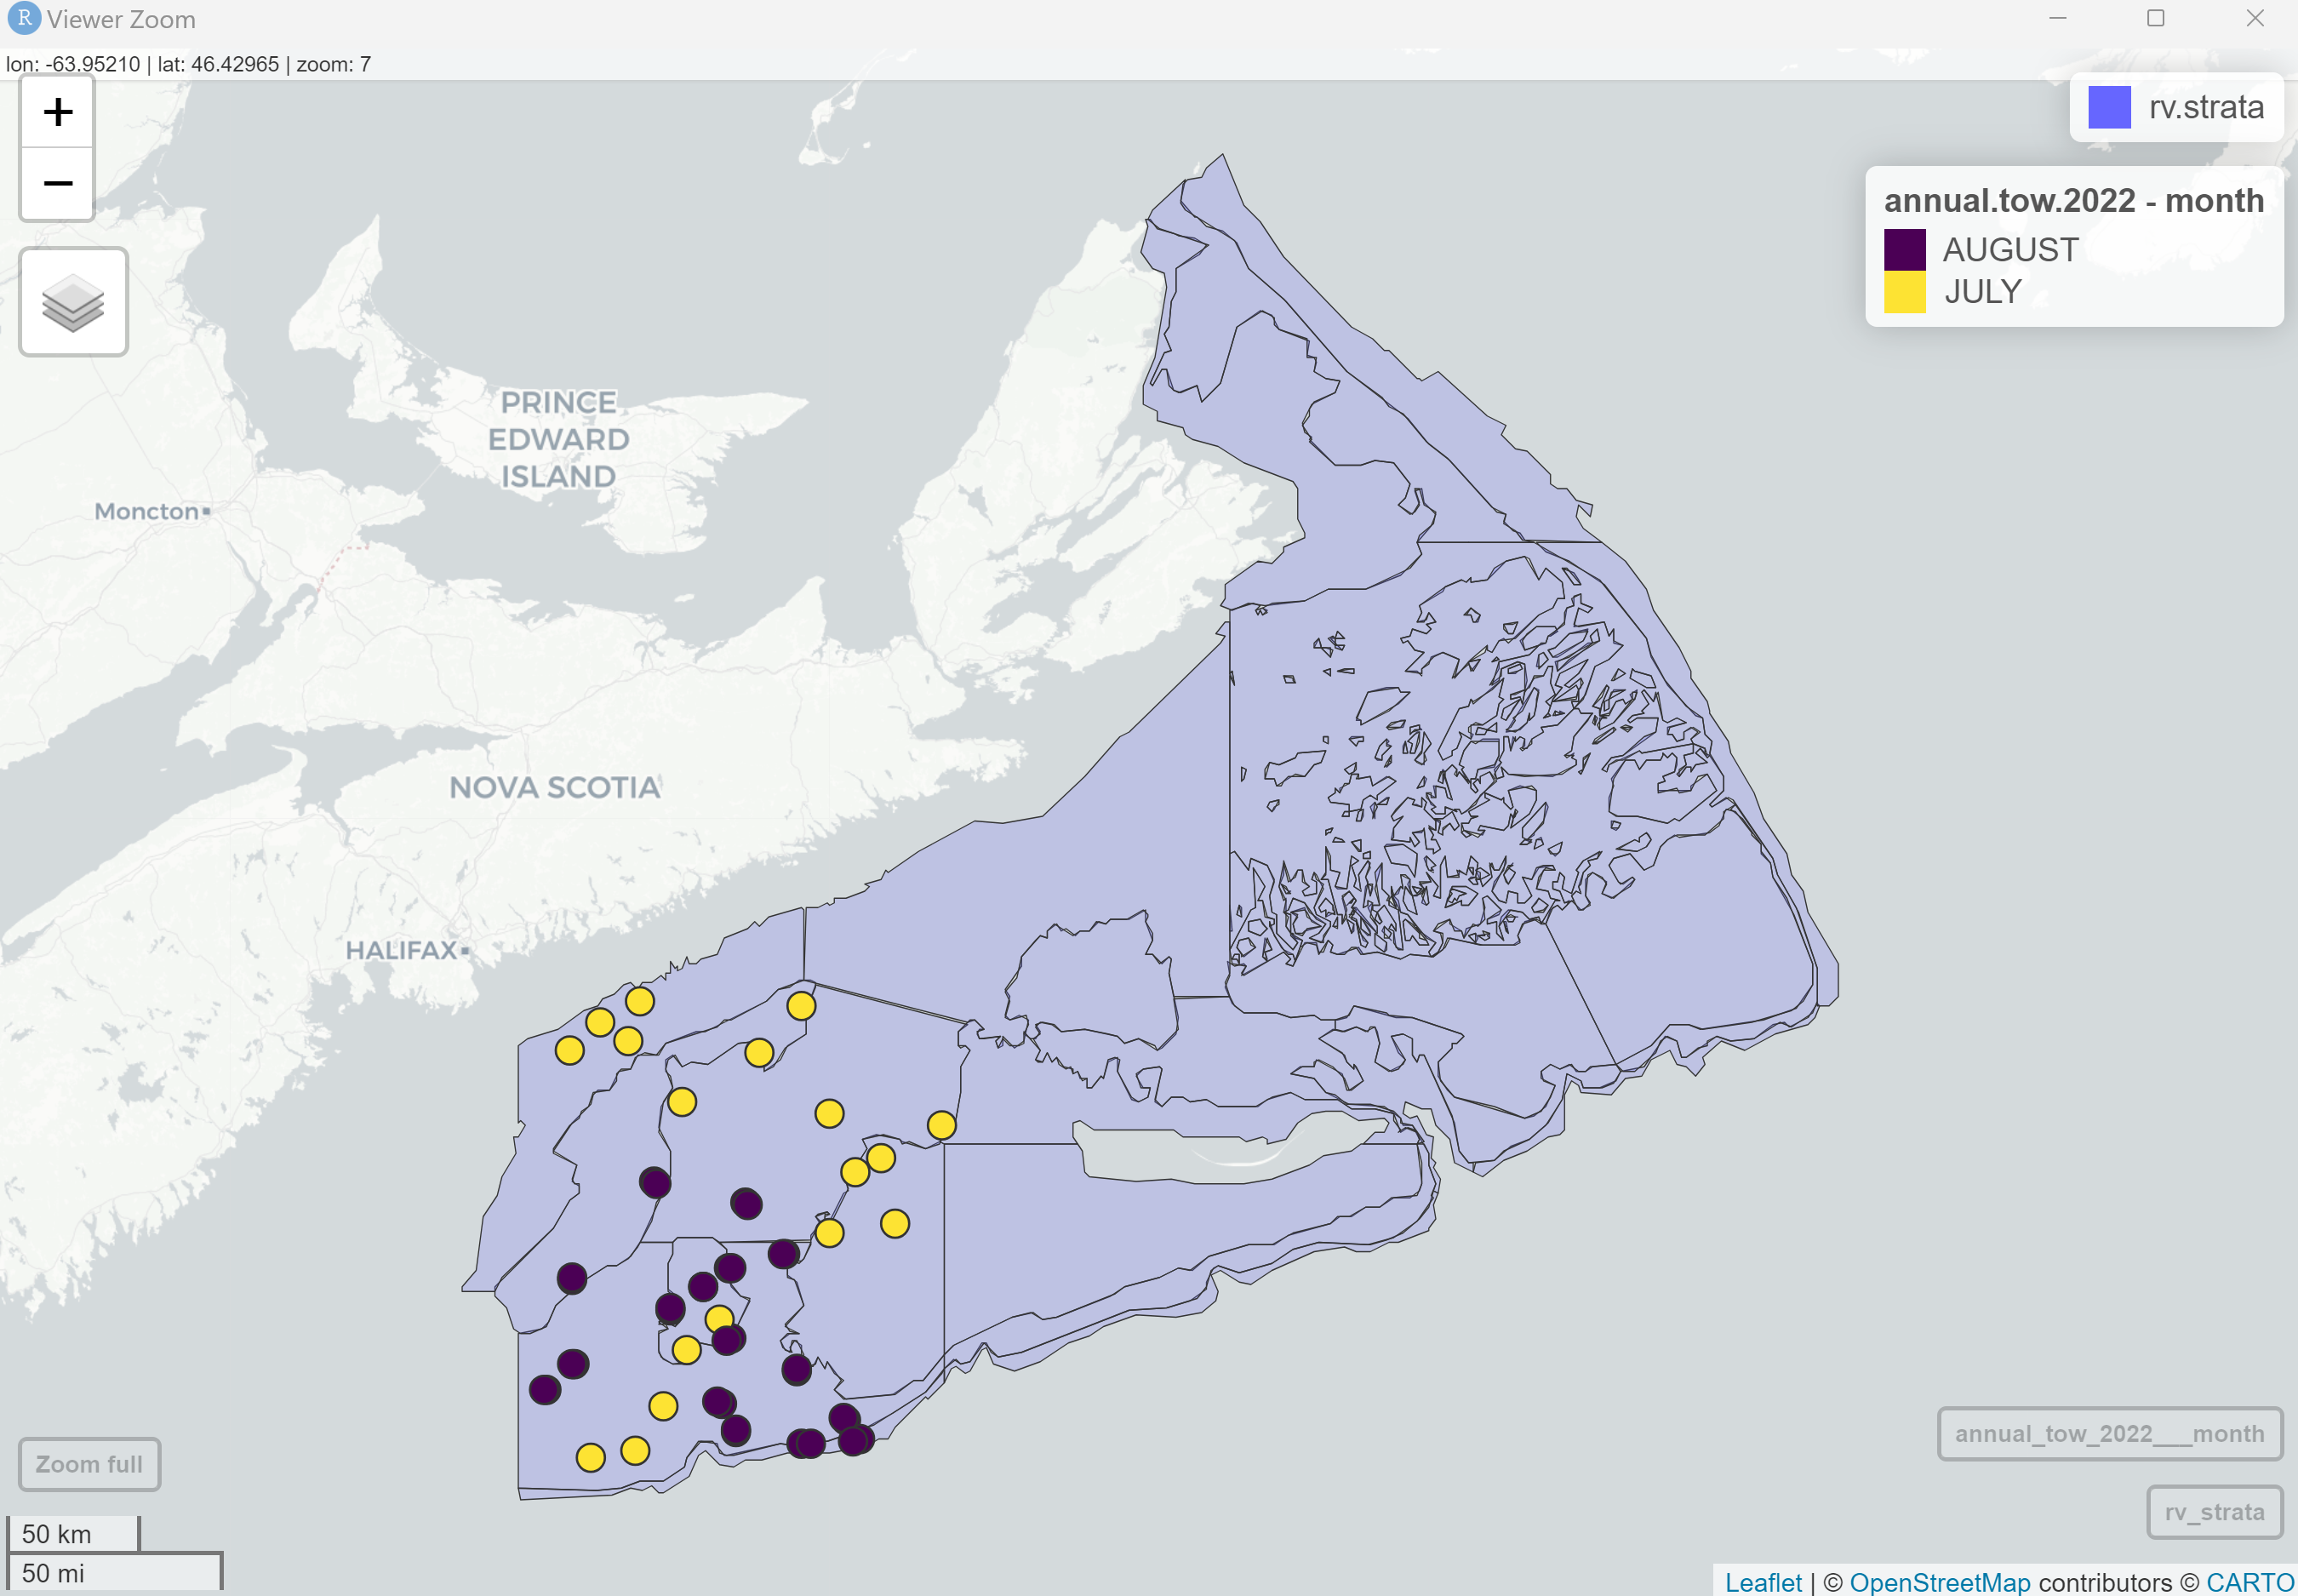 R Viewer Zoom
lon: -63.95210 | lat: 46.42965 | zoom: 7
+
−
rv.strata
annual.tow.2022 - month
AUGUST
JULY
PRINCE
EDWARD
ISLAND
Moncton
NOVA SCOTIA
HALIFAX
annual_tow_2022___month
Zoom full
rv_strata
50 km
50 mi
Leaflet | © OpenStreetMap contributors © CARTO